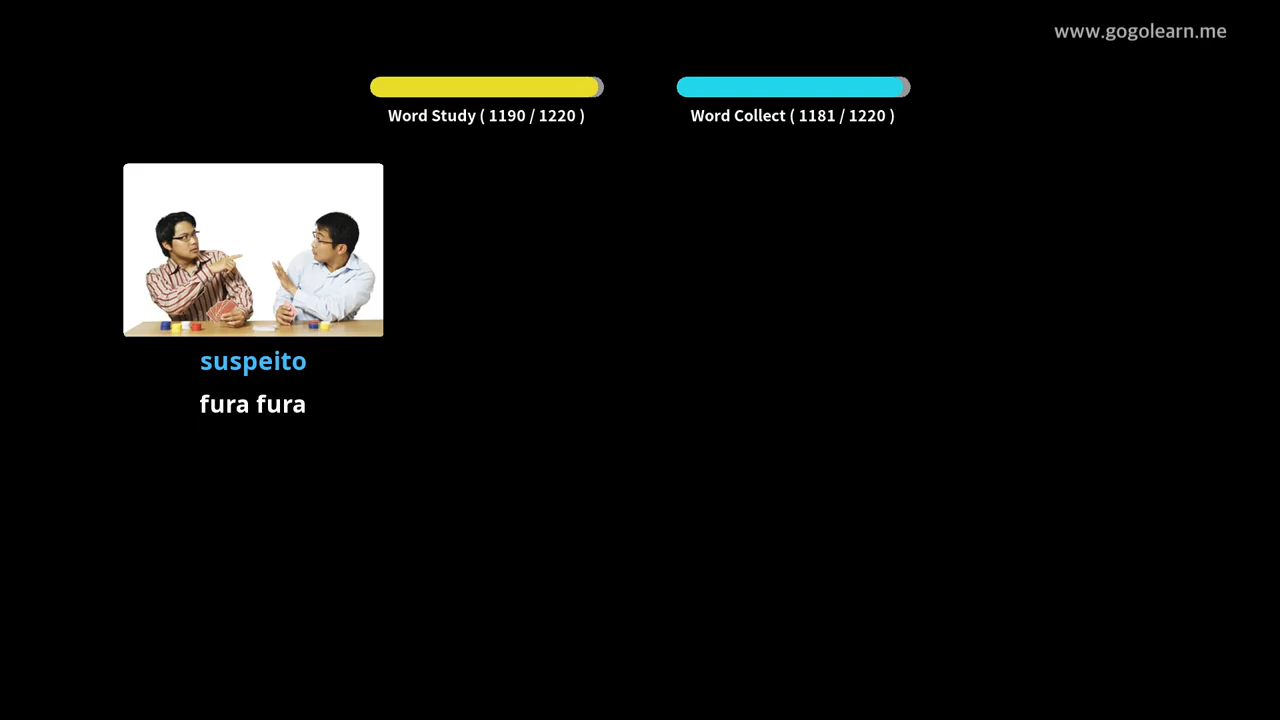 www.gogolearn.me
Word Study ( 1190 / 1220 )
Word Collect ( 1181 / 1220 )
suspeito
fura fura